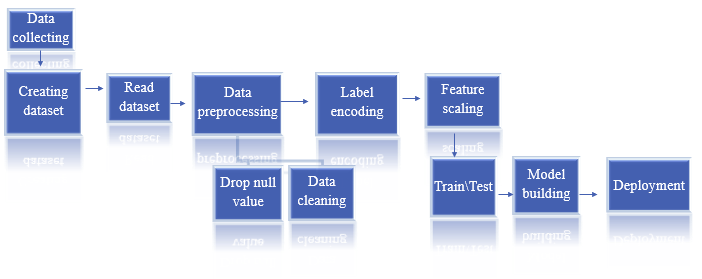 Data
collecting
Creating
dataset
Read
dataset
Data
preprocessing
Label
encoding
Feature
scaling
Drop null
value
Data
cleaning
Train\Test
Model
building
Deployment